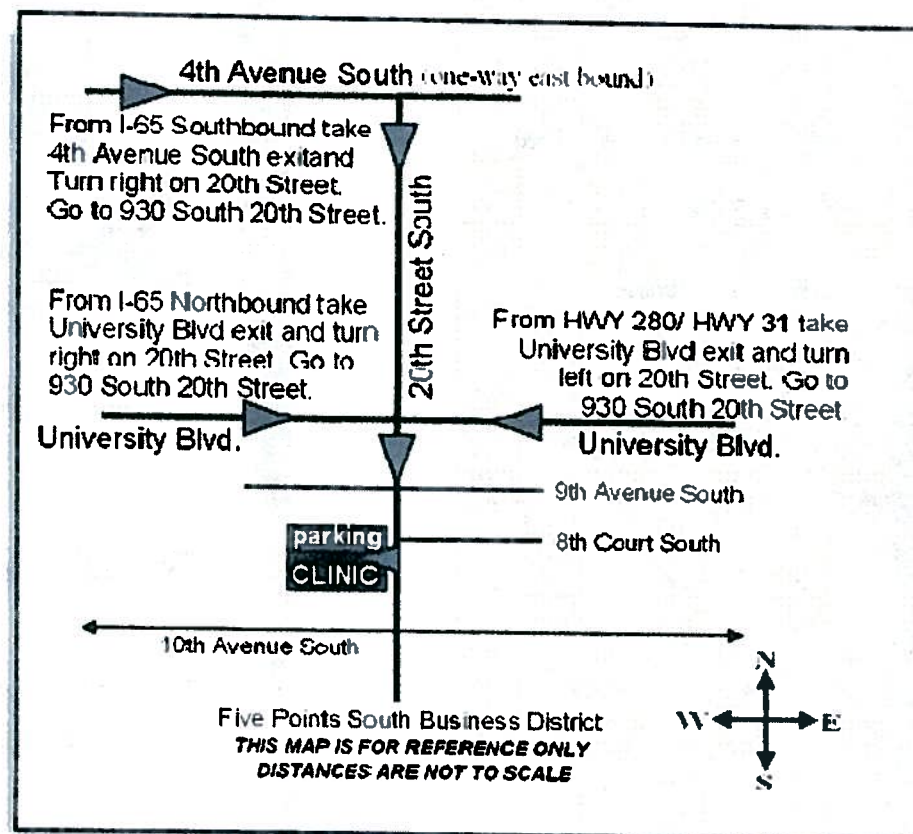 4th Avenue South (one-way east bound)
From I-65 Southbound take
4th Avenue South exitand
Turn right on 20th Street.
Go to 930 South 20th Street.
20th Street South
From I-65 Northbound take
University Blvd exit and turn
right on 20th Street. Go to
930 South 20th Street.
From HWY 280/ HWY 31 take
University Blvd exit and turn
left on 20th Street. Go to
930 South 20th Street
University Blvd.
University Blvd.
9th Avenue South
parking
8th Court South
CLINIC
10th Avenue South
N
W E
S
Five Points South Business District
THIS MAP IS FOR REFERENCE ONLY
DISTANCES ARE NOT TO SCALE